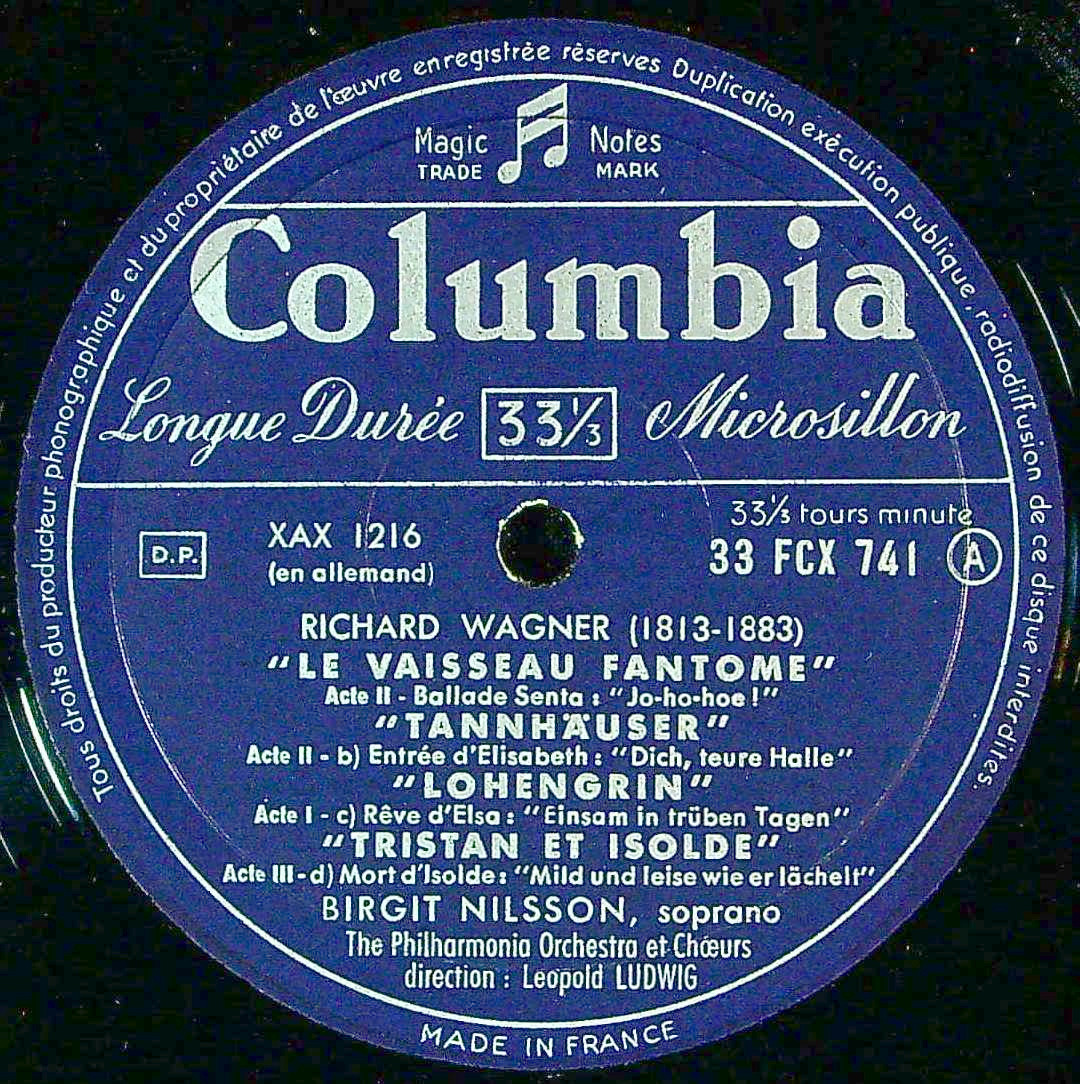 Tous droits du producteur phonographique et du propriétaire de l'œuvre enregistrée réserves Duplication exécution publique, radiodiffusion de ce disque interdites.
Magic Notes
TRADE MARK
Columbia
Longue Durée 33 1/3 Microsillon
33 1/3 tours minute
D.P. XAX 1216 33 FCX 741 A
(en allemand)
RICHARD WAGNER (1813-1883)
"LE VAISSEAU FANTOME"
Acte II - Ballade Senta : "Jo-ho-hoe !"
"TANNHÄUSER"
Acte II - b) Entrée d'Elisabeth : "Dich, teure Halle"
"LOHENGRIN"
Acte I - c) Rêve d'Elsa : "Einsam in trüben Tagen"
"TRISTAN ET ISOLDE"
Acte III - d) Mort d'Isolde : "Mild und leise wie er lächelt"
BIRGIT NILSSON, soprano
The Philharmonia Orchestra et Chœurs
direction : Leopold LUDWIG
MADE IN FRANCE